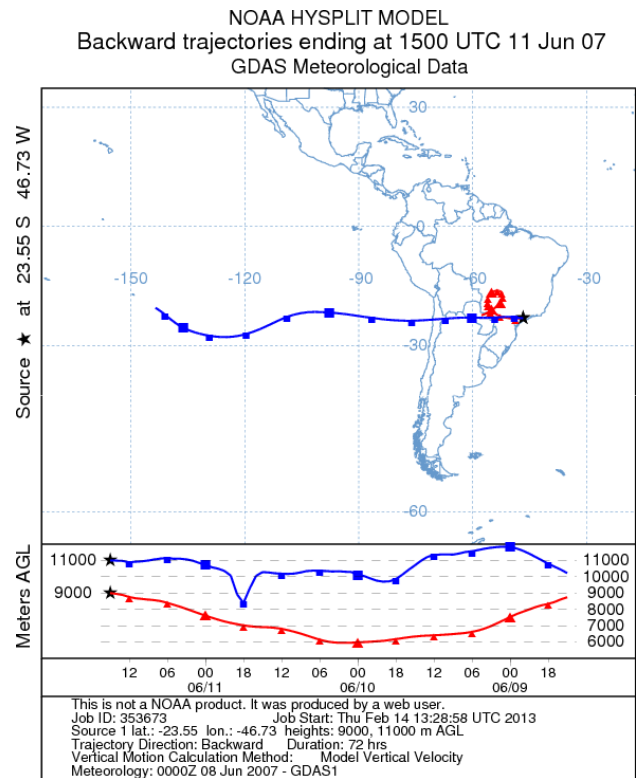 NOAA HYSPLIT MODEL
Backward trajectories ending at 1500 UTC 11 Jun 07
GDAS Meteorological Data
Source ★ at 23.55 S 46.73 W
30
0
-150 -120 -90 -60 -30
-30
-60
Meters AGL
11000 11000
10000
9000 9000
8000
7000
6000
12 06 00 18 12 06 00 18 12 06 00 18
06/11 06/10 06/09
This is not a NOAA product. It was produced by a web user.
Job ID: 353673 Job Start: Thu Feb 14 13:28:58 UTC 2013
Source 1 lat.: -23.55 lon.: -46.73 heights: 9000, 11000 m AGL
Trajectory Direction: Backward Duration: 72 hrs
Vertical Motion Calculation Method: Model Vertical Velocity
Meteorology: 0000Z 08 Jun 2007 - GDAS1